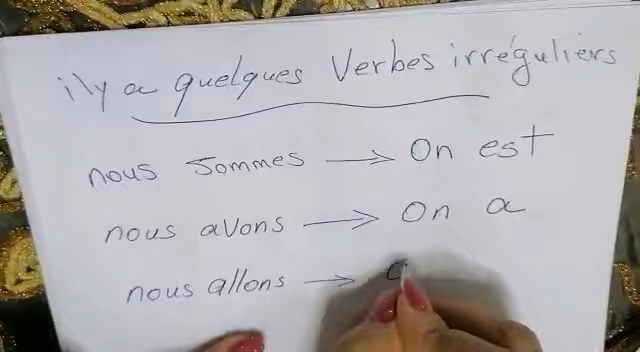 il y a quelques Verbes irréguliers
nous sommes → On est
nous avons → On a
nous allons →